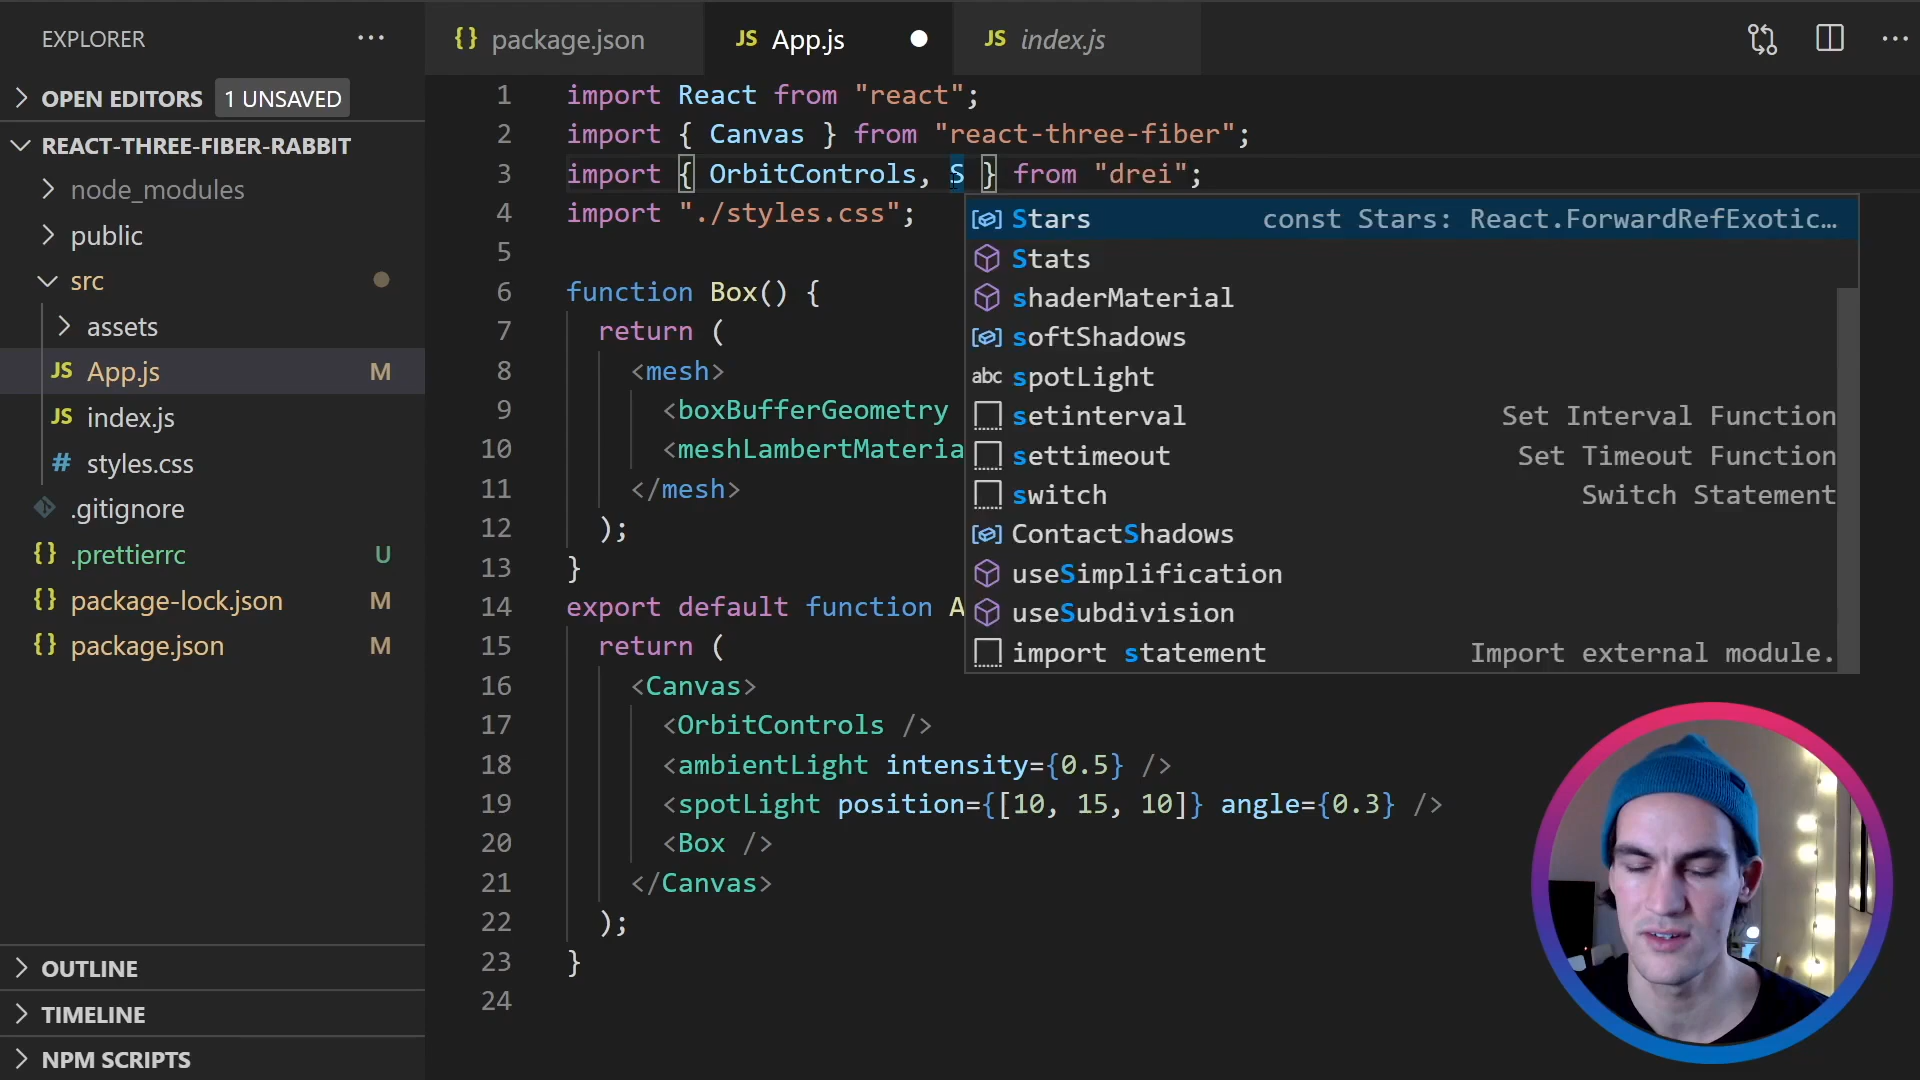 EXPLORER
OPEN EDITORS 1 UNSAVED
REACT-THREE-FIBER-RABBIT
node_modules
public
src
assets
JS App.js M
JS index.js
# styles.css
.gitignore
{} .prettierrc U
{} package-lock.json M
{} package.json M
OUTLINE
TIMELINE
NPM SCRIPTS
{} package.json JS App.js JS index.js
1 import React from "react";
2 import { Canvas } from "react-three-fiber";
3 import { OrbitControls, S } from "drei";
4 import "./styles.css";
5
6 function Box() {
7 return (
8 <mesh>
9 <boxBufferGeometry
10 <meshLambertMateria
11 </mesh>
12 );
13 }
14 export default function A
15 return (
16 <Canvas>
17 <OrbitControls />
18 <ambientLight intensity={0.5} />
19 <spotLight position={[10, 15, 10]} angle={0.3} />
20 <Box />
21 </Canvas>
22 );
23 }
24
Stars const Stars: React.ForwardRefExotic…
Stats
shaderMaterial
softShadows
abc spotLight
setinterval Set Interval Function
settimeout Set Timeout Function
switch Switch Statement
ContactShadows
useSimplification
useSubdivision
import statement Import external module.